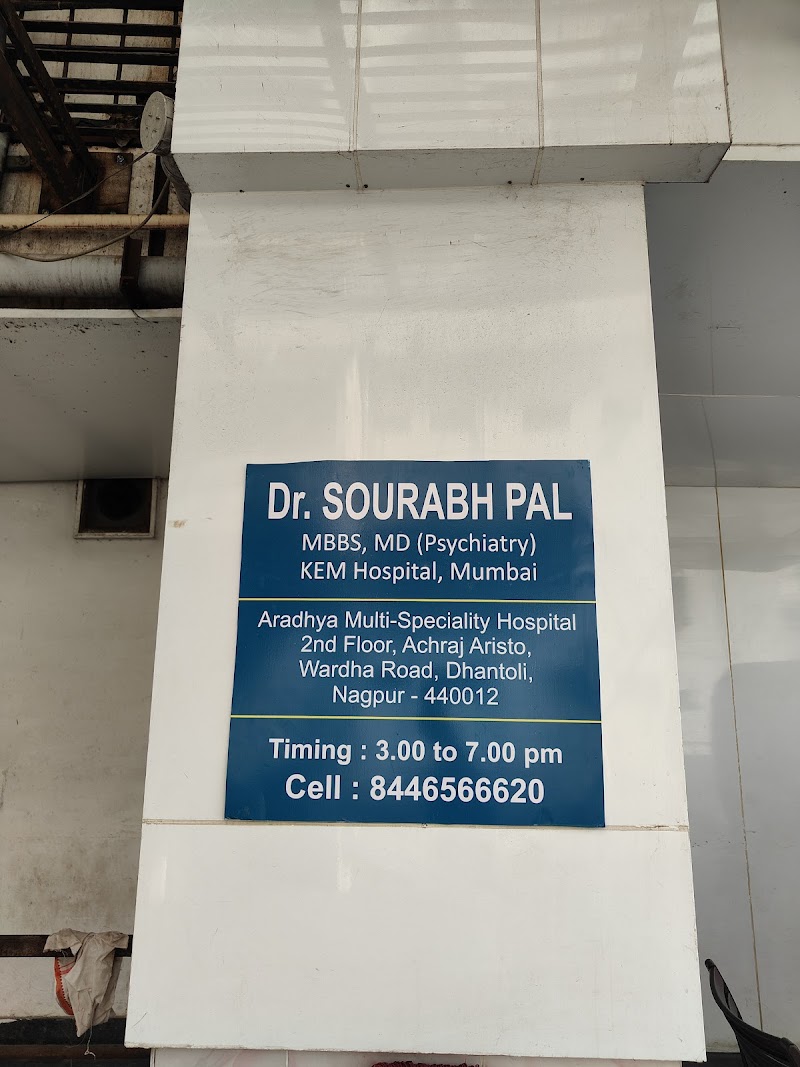 Dr. SOURABH PAL
MBBS, MD (Psychiatry)
KEM Hospital, Mumbai
Aradhya Multi-Speciality Hospital
2nd Floor, Achraj Aristo,
Wardha Road, Dhantoli,
Nagpur - 440012
Timing : 3.00 to 7.00 pm
Cell : 8446566620